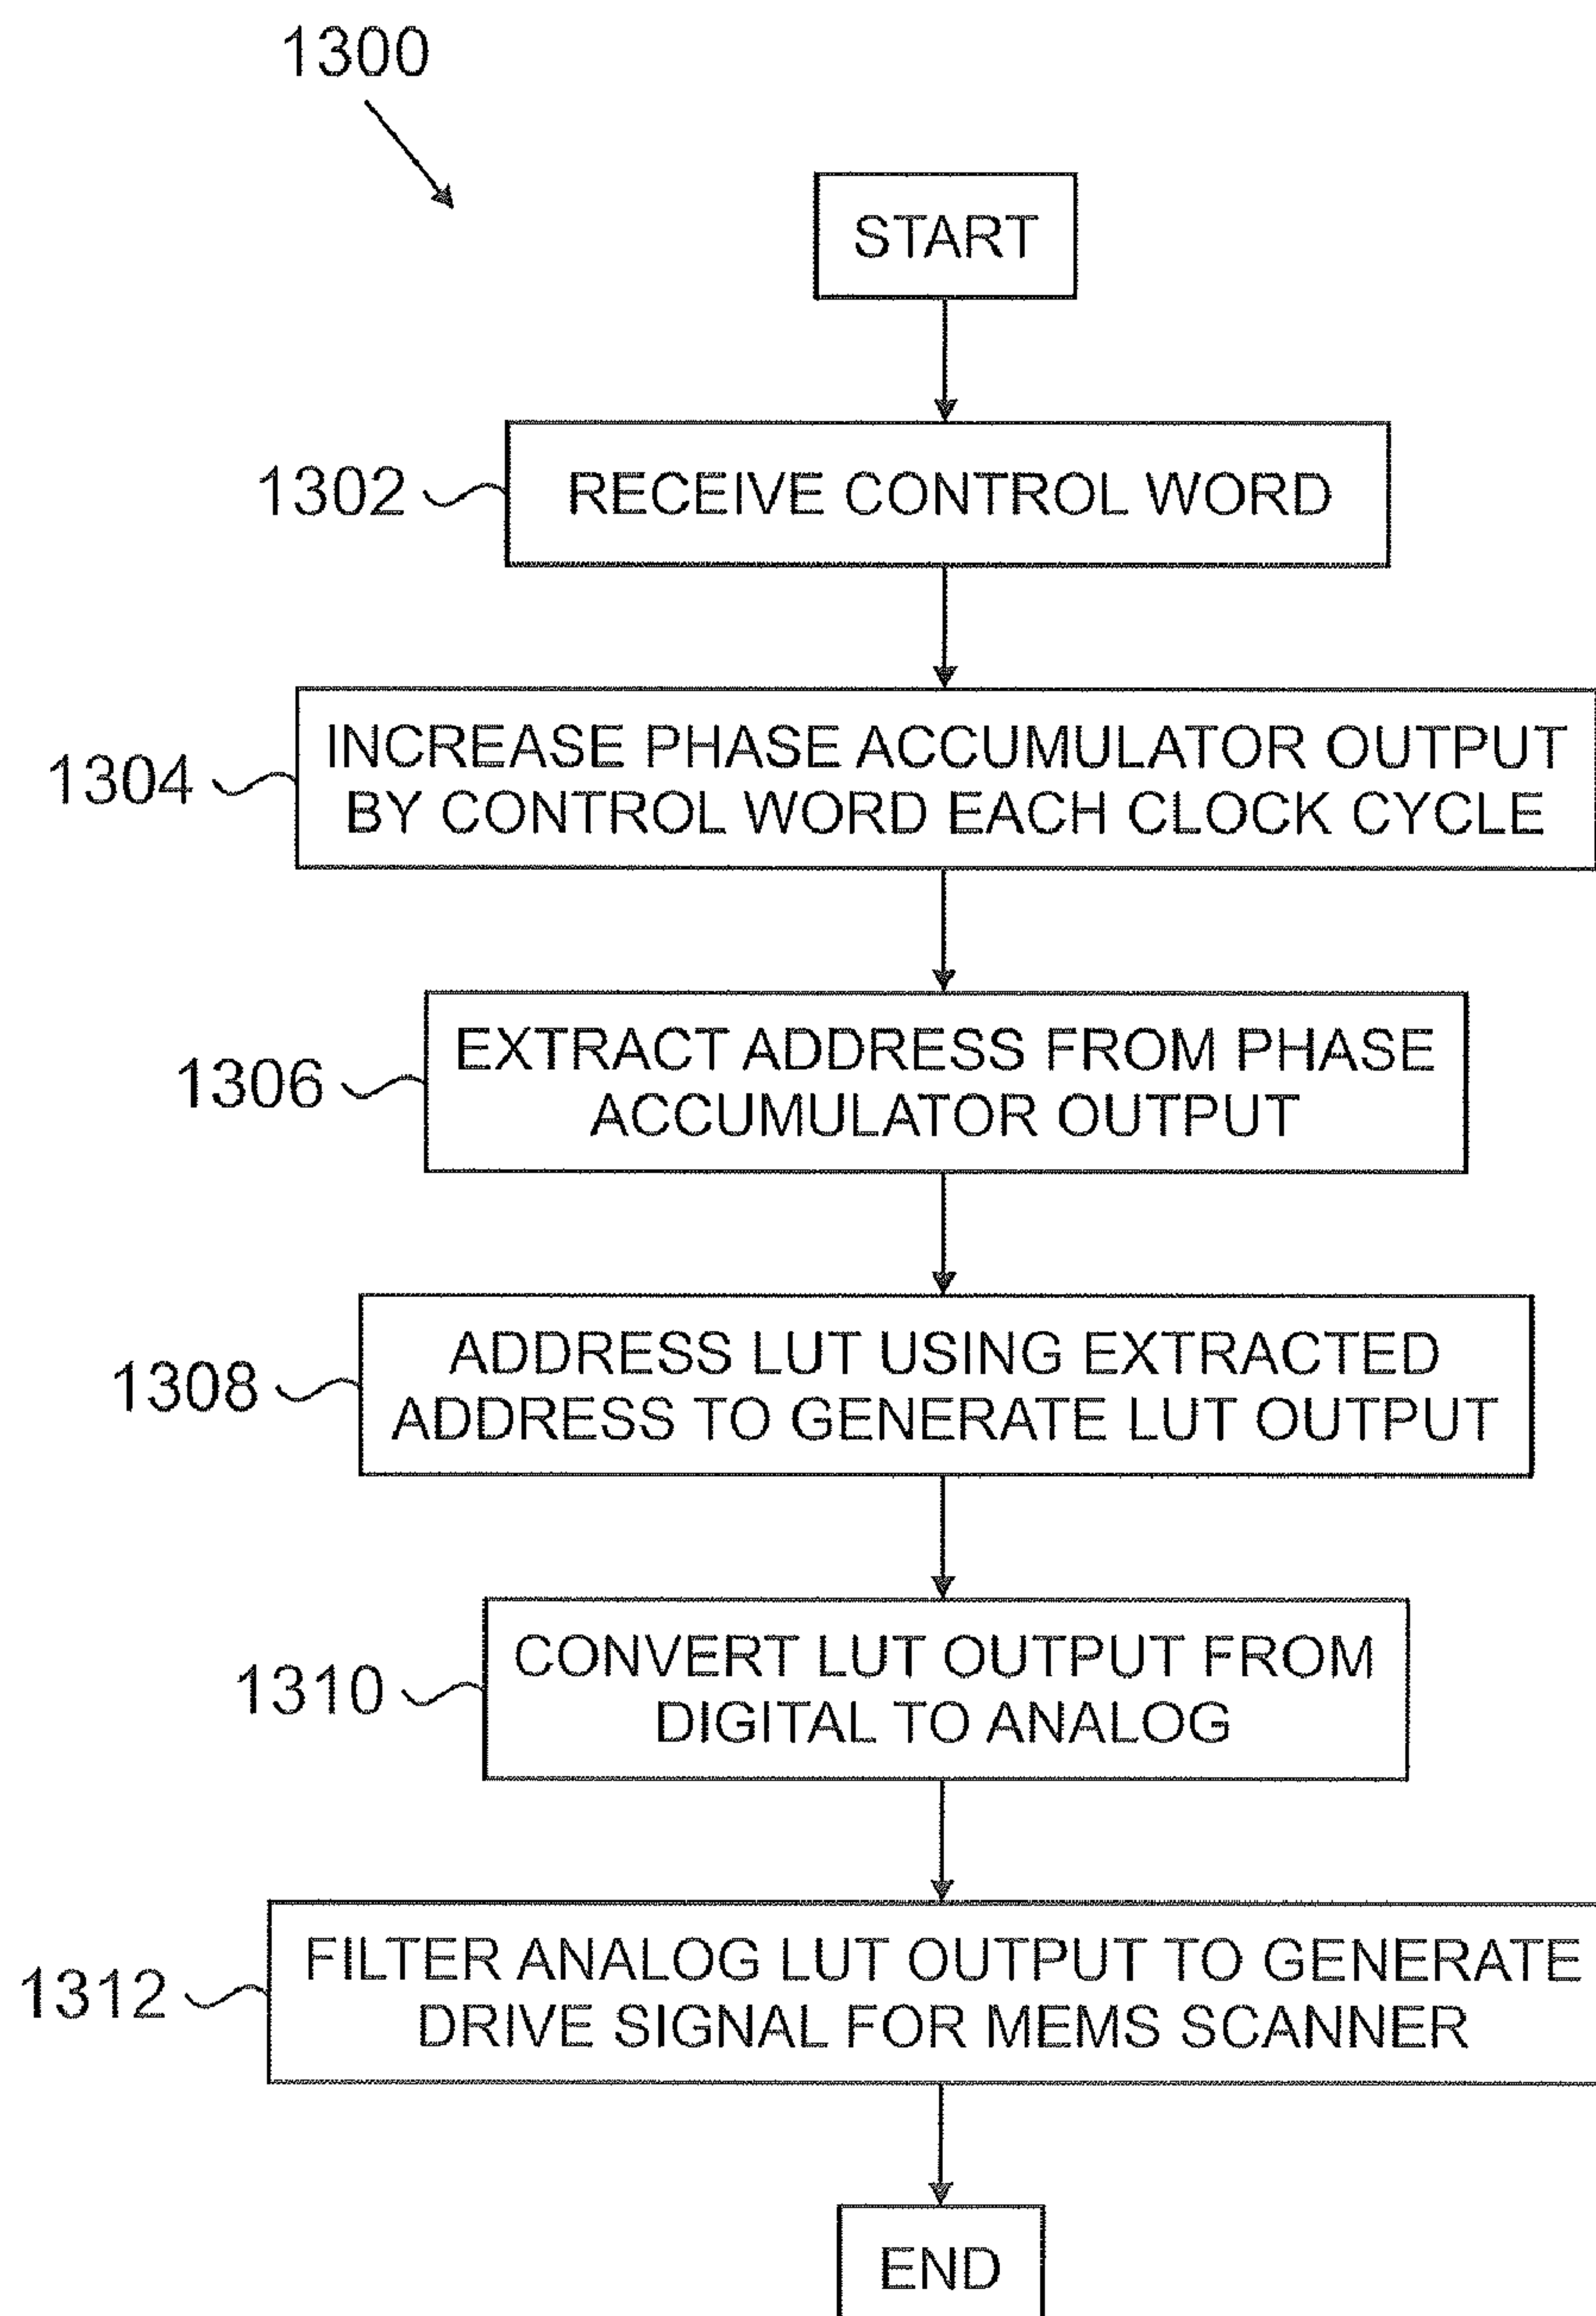 1300
START
1302
RECEIVE CONTROL WORD
1304
INCREASE PHASE ACCUMULATOR OUTPUT
BY CONTROL WORD EACH CLOCK CYCLE
1306
EXTRACT ADDRESS FROM PHASE
ACCUMULATOR OUTPUT
1308
ADDRESS LUT USING EXTRACTED
ADDRESS TO GENERATE LUT OUTPUT
1310
CONVERT LUT OUTPUT FROM
DIGITAL TO ANALOG
1312
FILTER ANALOG LUT OUTPUT TO GENERATE
DRIVE SIGNAL FOR MEMS SCANNER
END